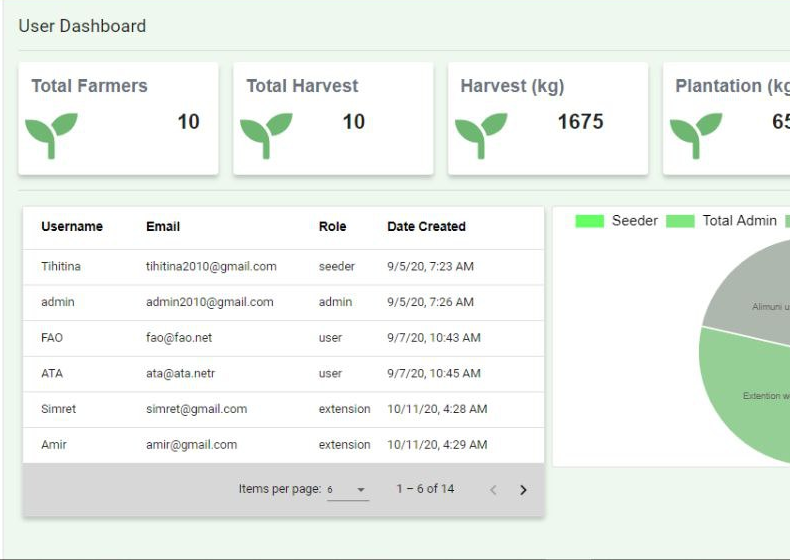 User Dashboard
Total Farmers
10
Total Harvest
10
Harvest (kg)
1675
Plantation (kg
65
Username Email Role Date Created
Tihitina tihitina2010@gmail.com seeder 9/5/20, 7:23 AM
admin admin2010@gmail.com admin 9/5/20, 7:26 AM
FAO fao@fao.net user 9/7/20, 10:43 AM
ATA ata@ata.netr user 9/7/20, 10:45 AM
Simret simret@gmail.com extension 10/11/20, 4:28 AM
Amir amir@gmail.com extension 10/11/20, 4:29 AM
Items per page: 6 1 – 6 of 14
Seeder Total Admin
Alimuni u
Extention w